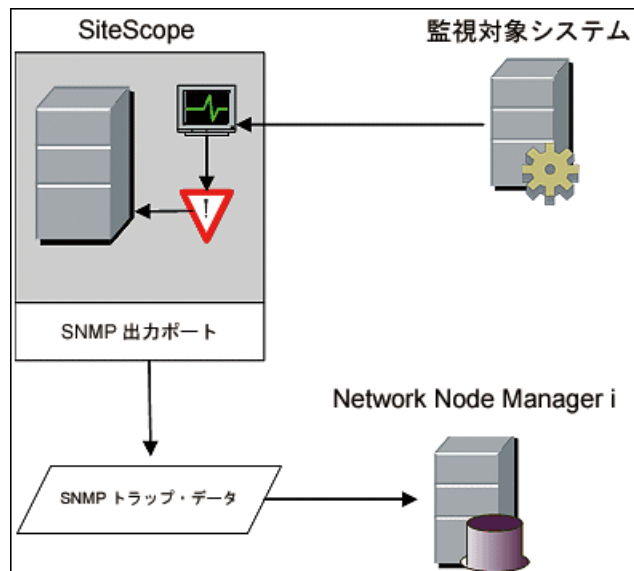 SiteScope
監視対象システム
!
SNMP 出力ポート
Network Node Manager i
SNMP トラップ・データ